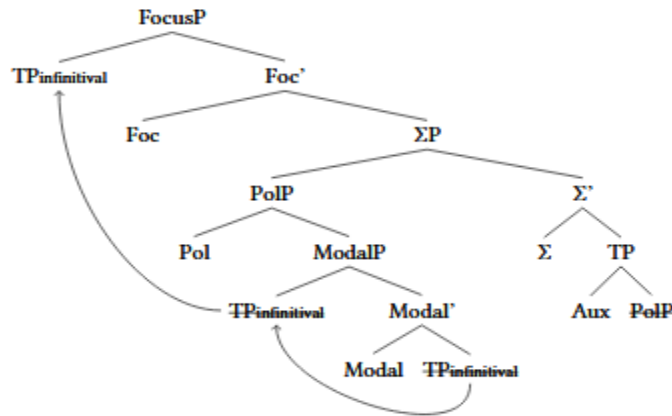 FocusP
TPinfinitival Foc’
Foc ΣP
PolP Σ’
Pol ModalP Σ TP
TPinfinitival Modal’ Aux PolP
Modal TPinfinitival